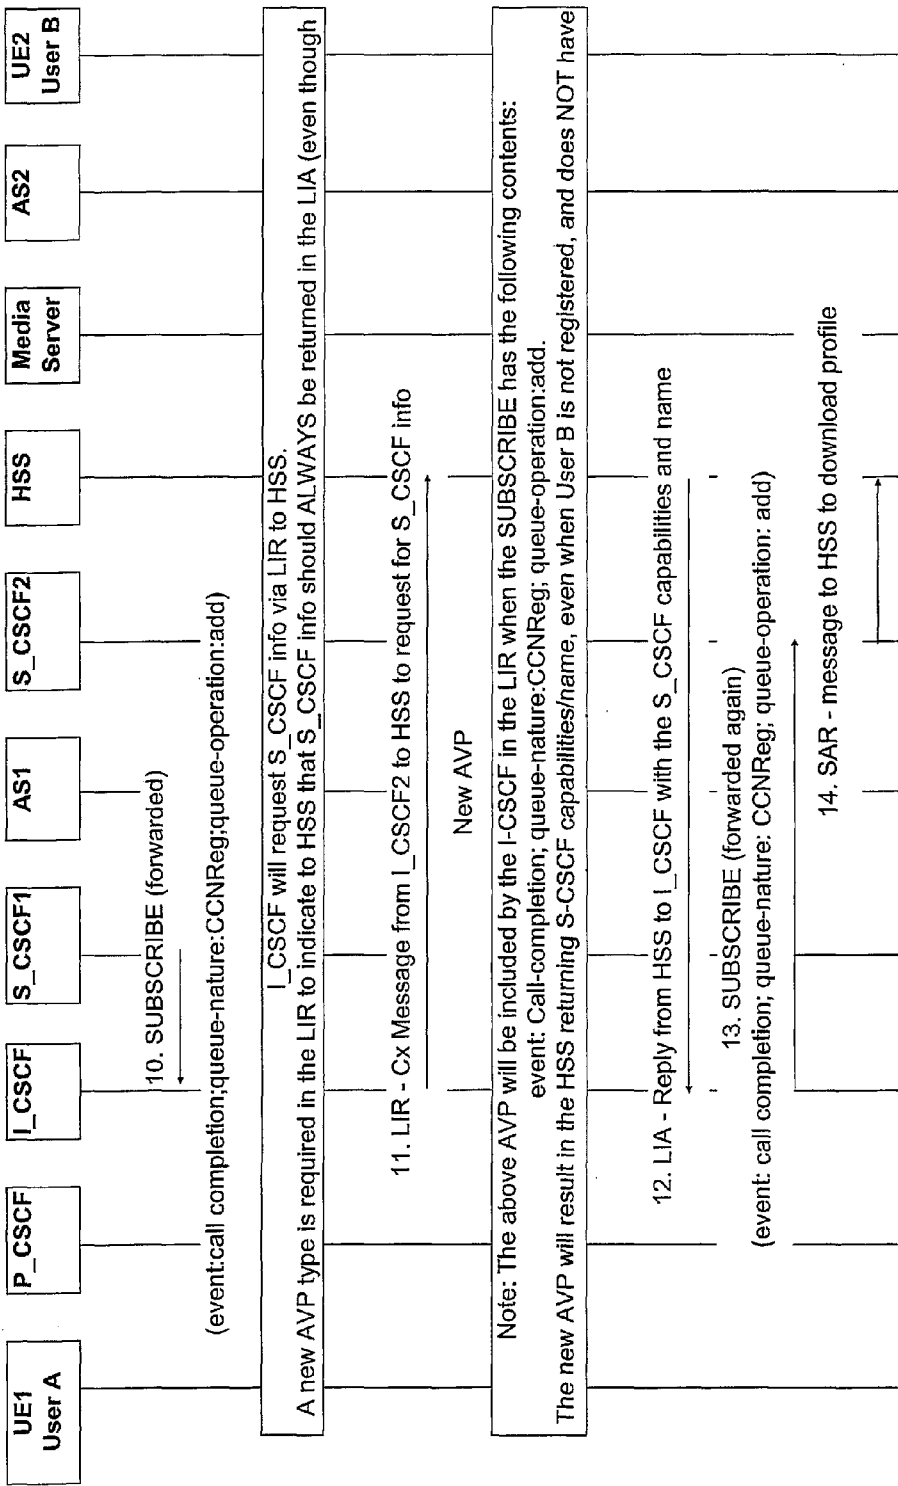 UE1
User A
P_CSCF
I_CSCF
S_CSCF1
AS1
S_CSCF2
HSS
Media
Server
AS2
UE2
User B
10. SUBSCRIBE (forwarded)
(event:call completion;queue-nature:CCNReg;queue-operation:add)
I_CSCF will request S_CSCF info via LIR to HSS.
A new AVP type is required in the LIR to indicate to HSS that S_CSCF info should ALWAYS be returned in the LIA (even though
11. LIR - Cx Message from I_CSCF2 to HSS to request for S_CSCF info
New AVP
Note: The above AVP will be included by the I-CSCF in the LIR when the SUBSCRIBE has the following contents:
event: Call-completion; queue-nature:CCNReg; queue-operation:add.
The new AVP will result in the HSS returning S-CSCF capabilities/name, even when User B is not registered, and does NOT have
12. LIA - Reply from HSS to I_CSCF with the S_CSCF capabilities and name
13. SUBSCRIBE (forwarded again)
(event: call completion; queue-nature: CCNReg; queue-operation: add)
14. SAR - message to HSS to download profile